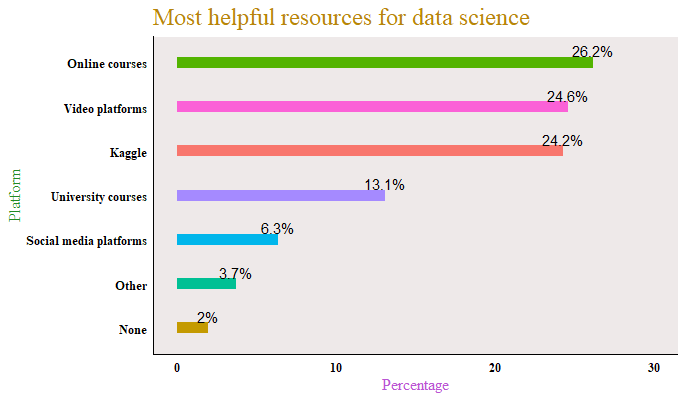 Most helpful resources for data science
Online courses
26.2%
Video platforms
24.6%
Kaggle
24.2%
University courses
13.1%
Social media platforms
6.3%
Other
3.7%
None
2%
Platform
0 10 20 30
Percentage